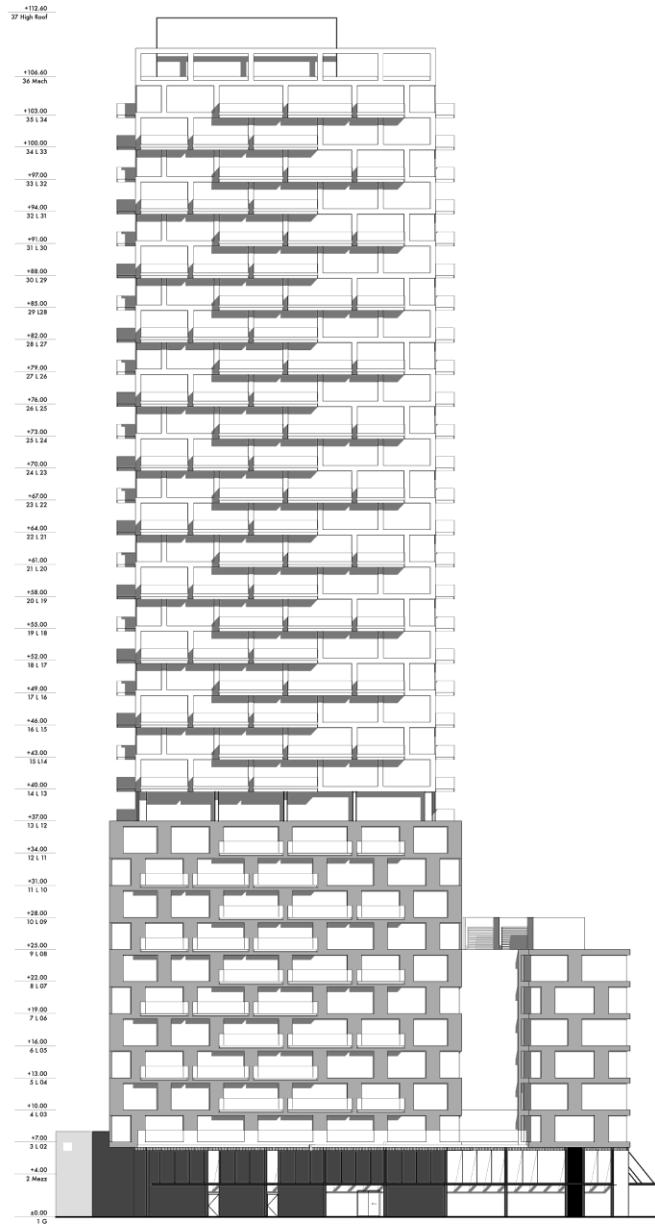 +112.60
37 High Roof
+106.60
36 Mech
+103.00
35 L 34
+100.00
34 L 33
+97.00
33 L 32
+94.00
32 L 31
+91.00
31 L 30
+88.00
30 L 29
+85.00
29 L28
+82.00
28 L 27
+79.00
27 L 26
+76.00
26 L 25
+73.00
25 L 24
+70.00
24 L 23
+67.00
23 L 22
+64.00
22 L 21
+61.00
21 L 20
+58.00
20 L 19
+55.00
19 L 18
+52.00
18 L 17
+49.00
17 L 16
+46.00
16 L 15
+43.00
15 L14
+40.00
14 L 13
+37.00
13 L 12
+34.00
12 L 11
+31.00
11 L 10
+28.00
10 L 09
+25.00
9 L 08
+22.00
8 L 07
+19.00
7 L 06
+16.00
6 L 05
+13.00
5 L 04
+10.00
4 L 03
+7.00
3 L 02
+4.00
2 Mezz
±0.00
1 G